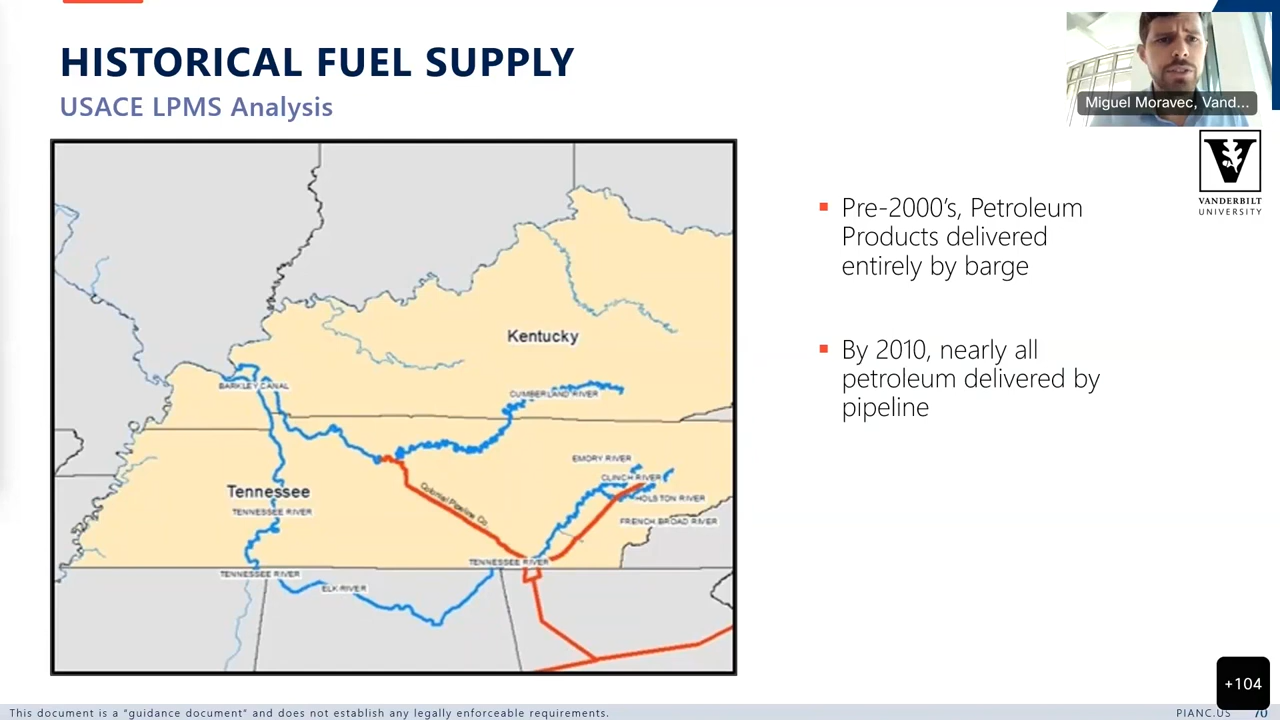 HISTORICAL FUEL SUPPLY
USACE LPMS Analysis
Miguel Moravec, Vand...
V
VANDERBILT
UNIVERSITY
Pre-2000’s, Petroleum
Products delivered
entirely by barge
By 2010, nearly all
petroleum delivered by
pipeline
Kentucky
BARKLEY CANAL
CUMBERLAND RIVER
EMORY RIVER
CLINCH RIVER
Tennessee
HOLSTON RIVER
Colonial Pipeline Co
TENNESSEE RIVER
FRENCH BROAD RIVER
TENNESSEE RIVER
TENNESSEE RIVER
ELK RIVER
+104
This document is a "guidance document" and does not establish any legally enforceable requirements.
PIANC.US 70